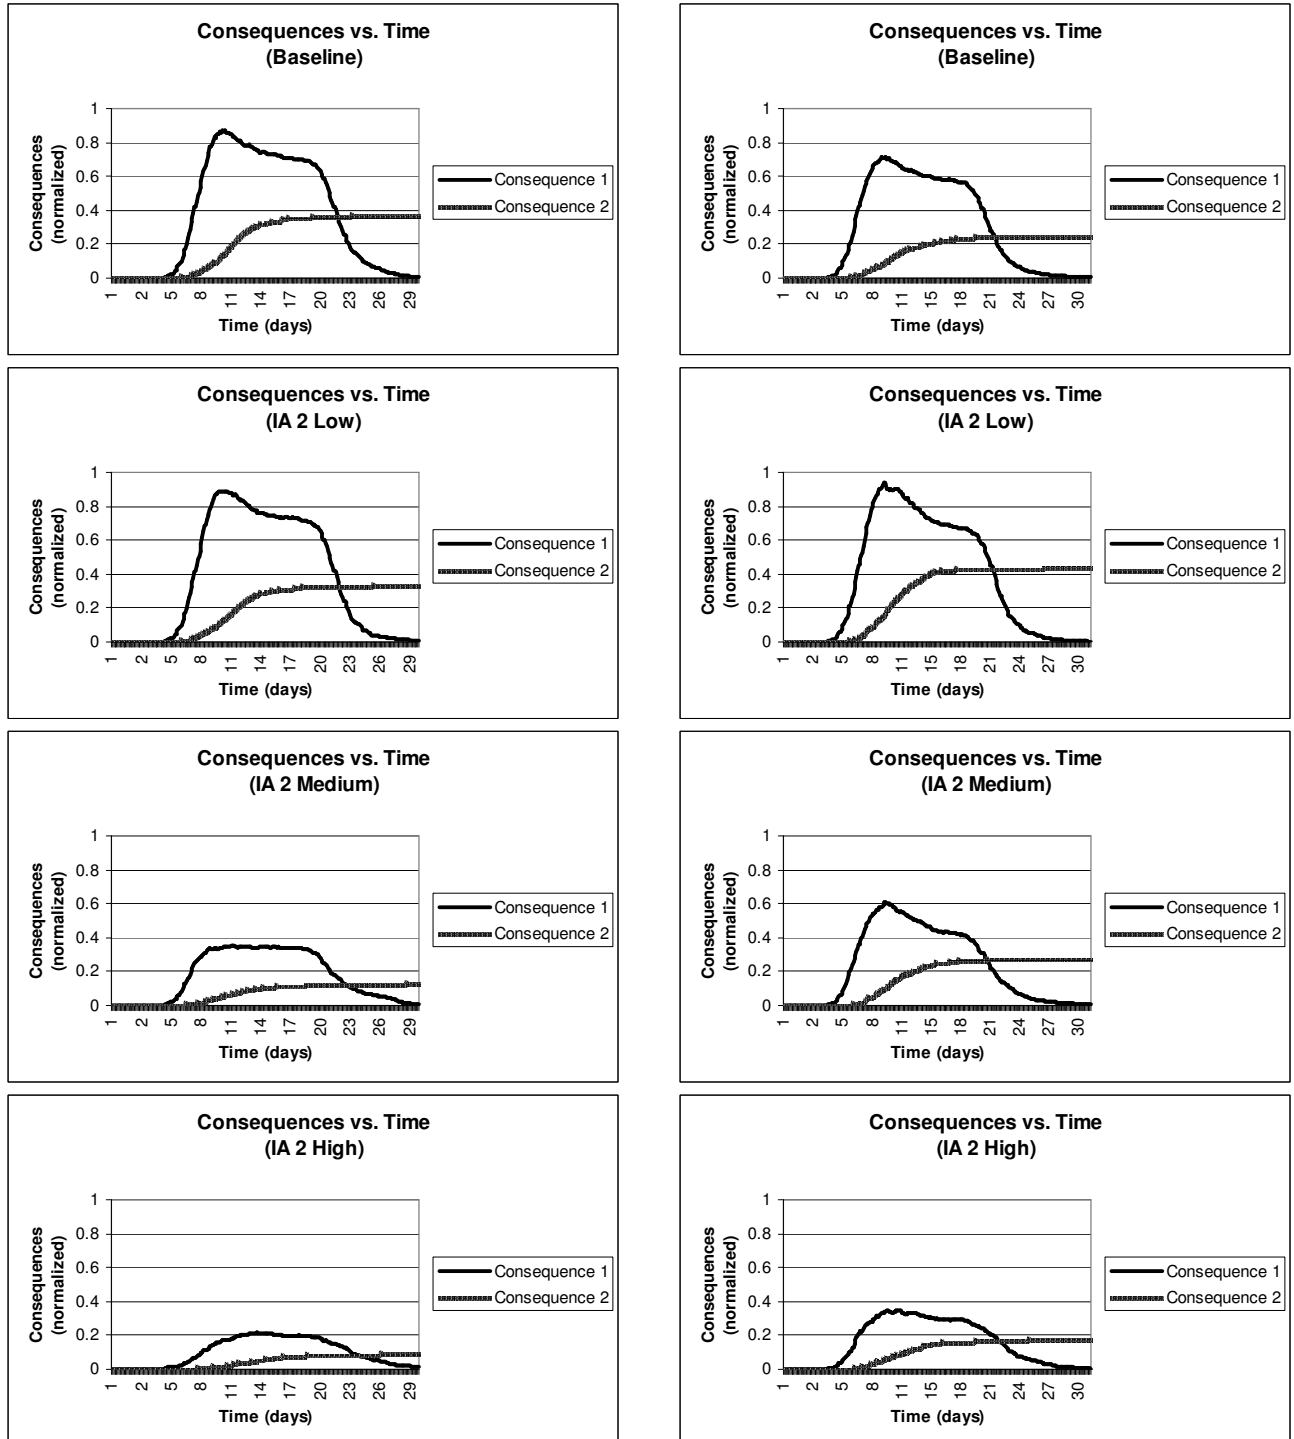 Consequences vs. Time
(Baseline)
Consequences
(normalized)
1
0.8
0.6
0.4
0.2
0
1 2 5 8 11 14 17 20 23 26 29
Time (days)
Consequence 1
Consequence 2
Consequences vs. Time
(Baseline)
Consequences
(normalized)
1
0.8
0.6
0.4
0.2
0
1 2 5 8 11 15 18 21 24 27 30
Time (days)
Consequence 1
Consequence 2
Consequences vs. Time
(IA 2 Low)
Consequences
(normalized)
1
0.8
0.6
0.4
0.2
0
1 2 5 8 11 14 17 20 23 26 29
Time (days)
Consequence 1
Consequence 2
Consequences vs. Time
(IA 2 Low)
Consequences
(normalized)
1
0.8
0.6
0.4
0.2
0
1 2 5 8 11 15 18 21 24 27 30
Time (days)
Consequence 1
Consequence 2
Consequences vs. Time
(IA 2 Medium)
Consequences
(normalized)
1
0.8
0.6
0.4
0.2
0
1 2 5 8 11 14 17 20 23 26 29
Time (days)
Consequence 1
Consequence 2
Consequences vs. Time
(IA 2 Medium)
Consequences
(normalized)
1
0.8
0.6
0.4
0.2
0
1 2 5 8 11 15 18 21 24 27 30
Time (days)
Consequence 1
Consequence 2
Consequences vs. Time
(IA 2 High)
Consequences
(normalized)
1
0.8
0.6
0.4
0.2
0
1 2 5 8 11 14 17 20 23 26 29
Time (days)
Consequence 1
Consequence 2
Consequences vs. Time
(IA 2 High)
Consequences
(normalized)
1
0.8
0.6
0.4
0.2
0
1 2 5 8 11 15 18 21 24 27 30
Time (days)
Consequence 1
Consequence 2